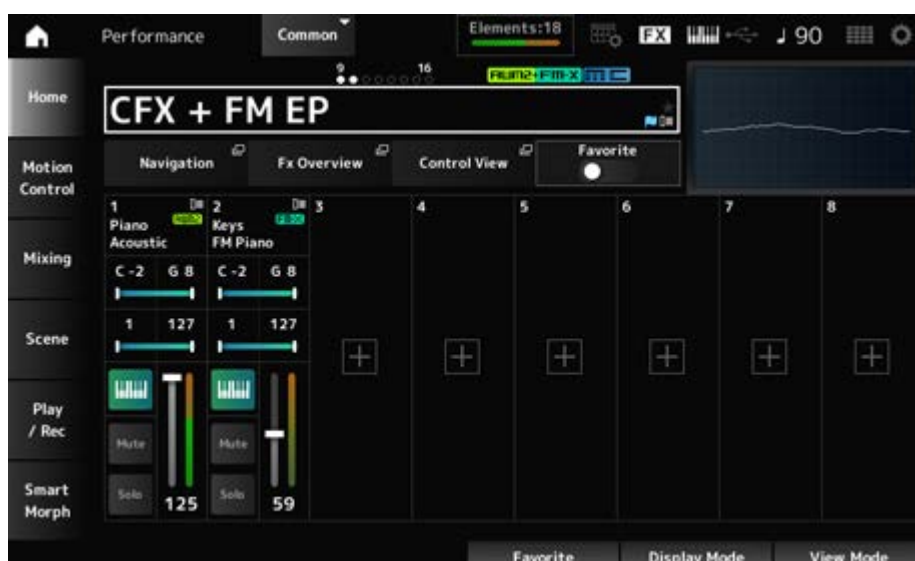 Performance
Common
Elements:18
FX
90
Home
9
16
AWM2+FM-X MC
CFX + FM EP
Navigation
Fx Overview
Control View
Favorite
Motion
Control
1
2
3
4
5
6
7
8
Piano
Acoustic
Keys
FM Piano
Mixing
C -2
G 8
C -2
G 8
Scene
1
127
1
127
Play
/ Rec
Mute
Mute
Smart
Morph
Solo
125
Solo
59
Favorite
Display Mode
View Mode